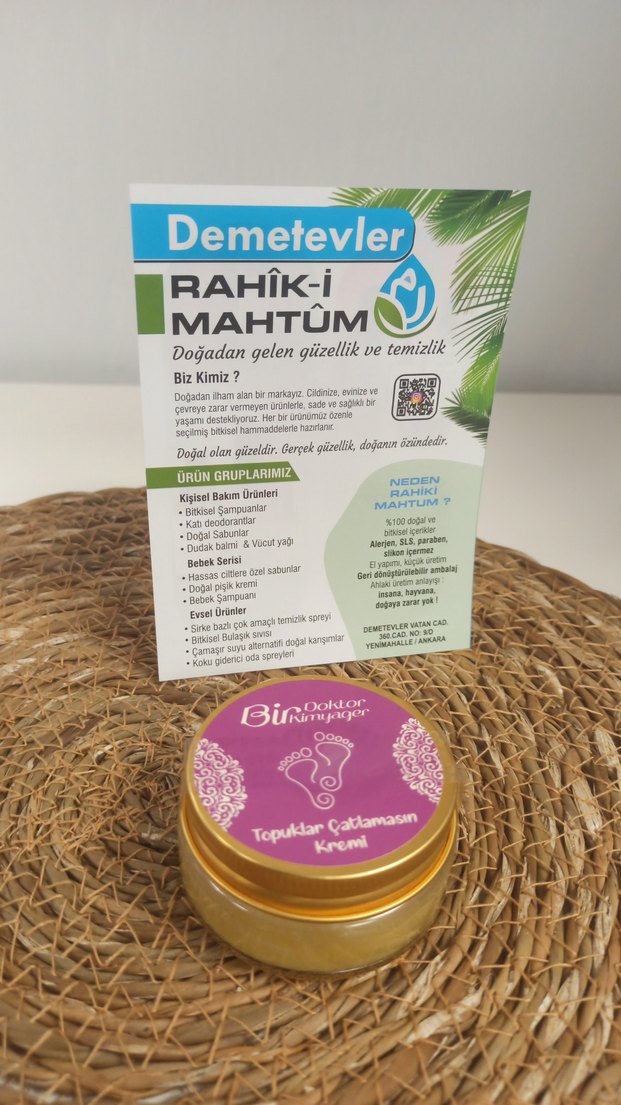 Demetevler
RAHÎK-İ
MAHTÛM
Doğadan gelen güzellik ve temizlik
Biz Kimiz ?
Doğadan ilham alan bir markayız. Cildinize, evinize ve
çevreye zarar vermeyen ürünlerle, sade ve sağlıklı bir
yaşamı destekliyoruz. Her bir ürünümüz özenle
seçilmiş bitkisel hammaddelerle hazırlanır.
Doğal olan güzeldir. Gerçek güzellik, doğanın özündedir.
ÜRÜN GRUPLARIMIZ
Kişisel Bakım Ürünleri
• Bitkisel Şampuanlar
• Katı deodorantlar
• Doğal Sabunlar
• Dudak balmi & Vücut yağı
Bebek Serisi
• Hassas ciltlere özel sabunlar
• Doğal pişik kremi
• Bebek Şampuanı
Evsel Ürünler
• Sirke bazlı çok amaçlı temizlik spreyi
• Bitkisel Bulaşık sıvısı
• Çamaşır suyu alternatifi doğal karışımlar
• Koku giderici oda spreyleri
NEDEN
RAHİKİ
MAHTUM ?
%100 doğal ve
bitkisel içerikler
Alerjen, SLS, paraben,
slikon içermez
El yapımı, küçük üretim
Geri dönüştürülebilir ambalaj
Ahlaki üretim anlayışı :
insana, hayvana,
doğaya zarar yok !
DEMETEVLER VATAN CAD.
360.CAD. NO: 9/D
YENİMAHALLE / ANKARA
Bir Doktor
Kimyager
Topuklar Çatlamasın
Kremi